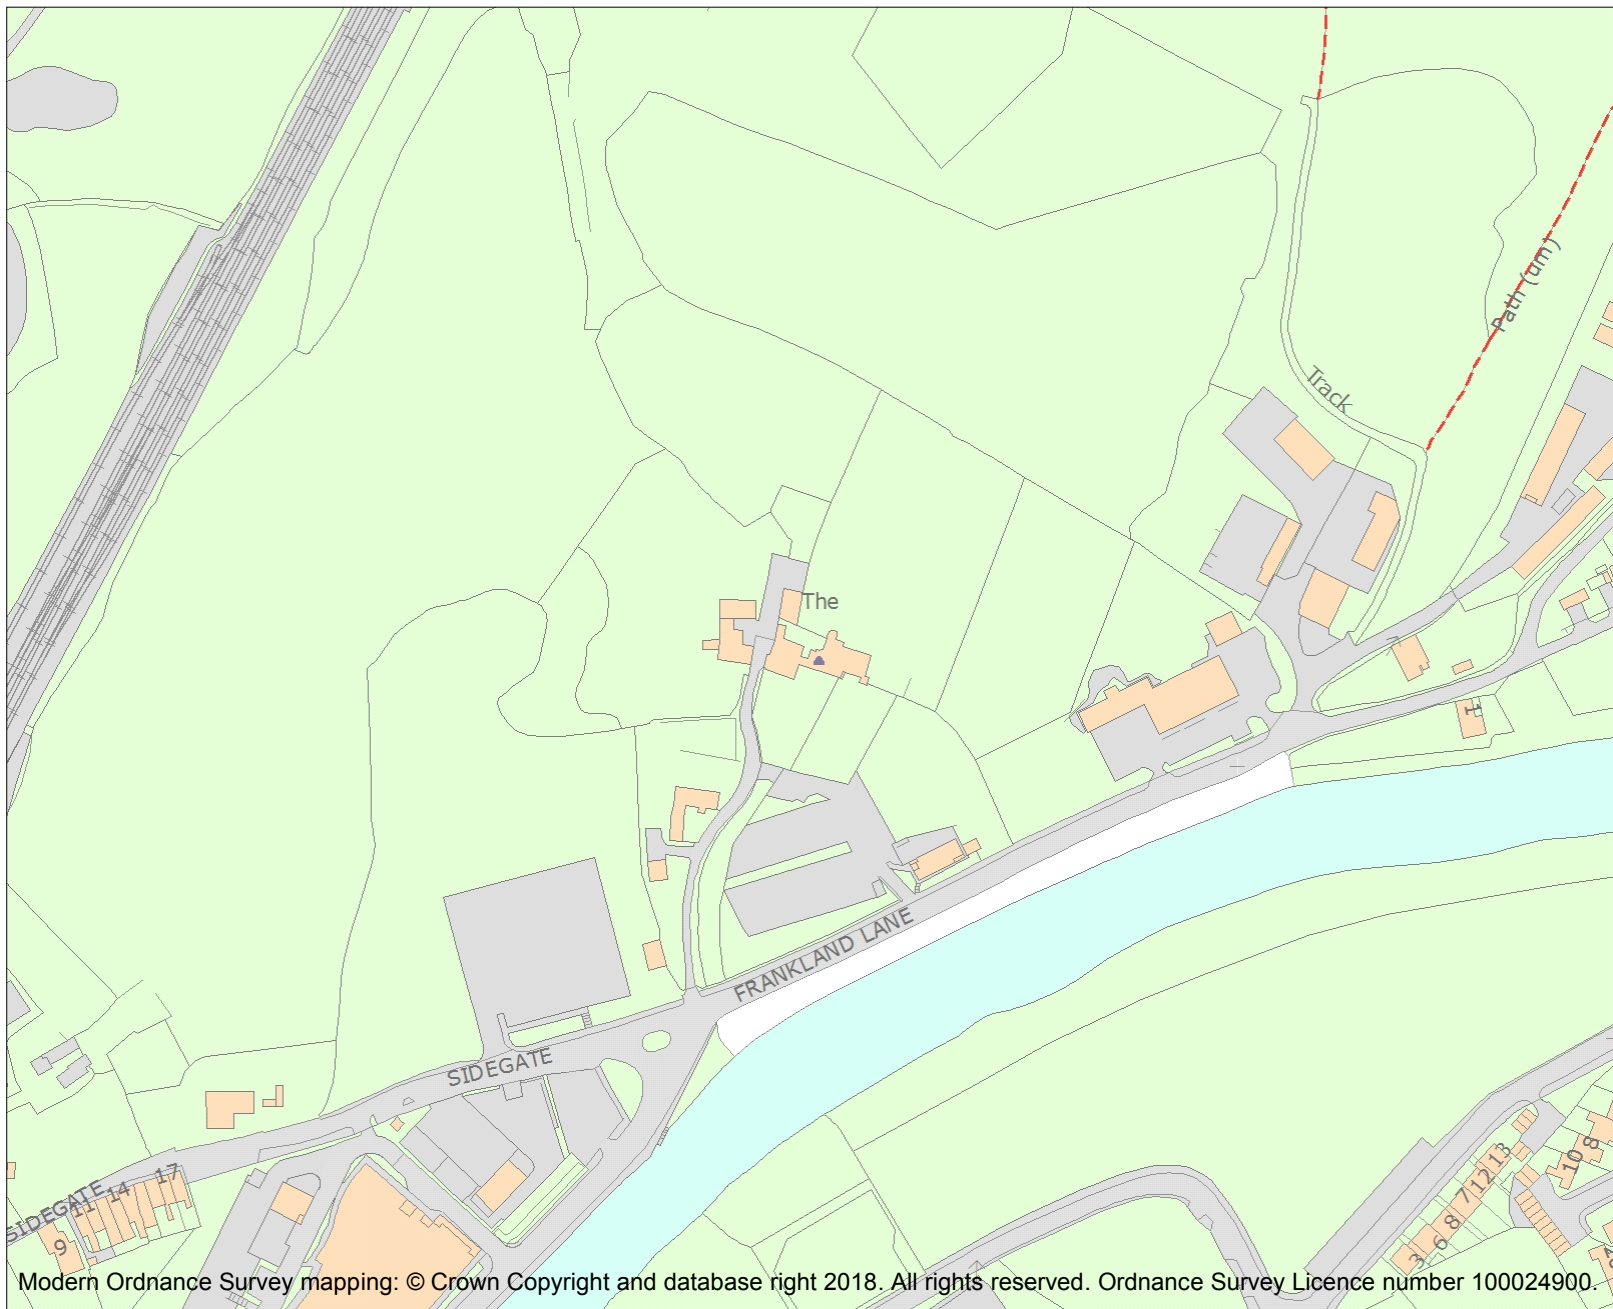 Path (um)
Track
The
1
FRANKLAND LANE
SIDEGATE
SIDEGATE
17
14
11
9
13
12
7
8
6
3
10
8
Modern Ordnance Survey mapping: © Crown Copyright and database right 2018. All rights reserved. Ordnance Survey Licence number 100024900.